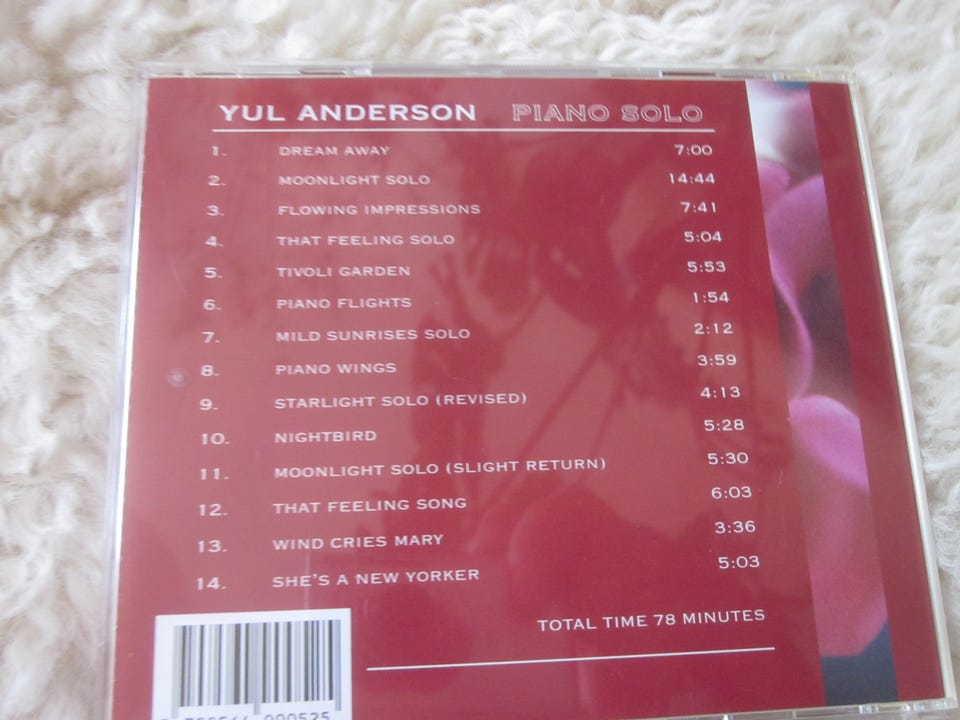 YUL ANDERSON PIANO SOLO
1. DREAM AWAY 7:00
2. MOONLIGHT SOLO 14:44
3. FLOWING IMPRESSIONS 7:41
4. THAT FEELING SOLO 5:04
5. TIVOLI GARDEN 5:53
6. PIANO FLIGHTS 1:54
7. MILD SUNRISES SOLO 2:12
8. PIANO WINGS 3:59
9. STARLIGHT SOLO (REVISED) 4:13
10. NIGHTBIRD 5:28
11. MOONLIGHT SOLO (SLIGHT RETURN) 5:30
12. THAT FEELING SONG 6:03
13. WIND CRIES MARY 3:36
14. SHE'S A NEW YORKER 5:03
TOTAL TIME 78 MINUTES
000525